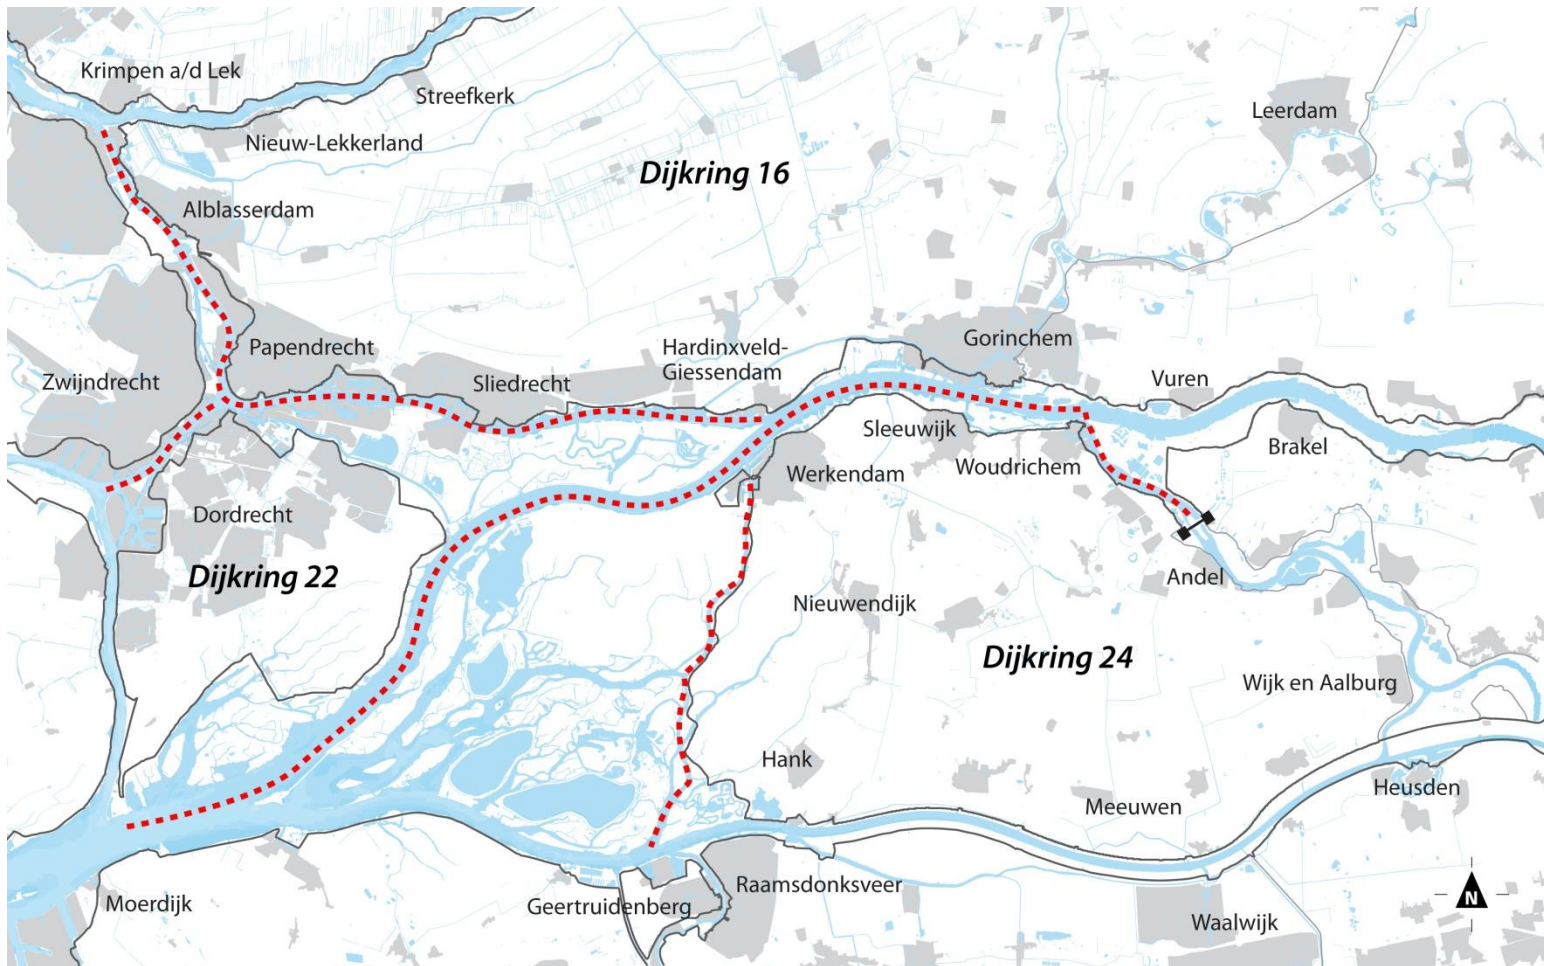 Krimpen a/d Lek
Streefkerk
Leerdam
Nieuw-Lekkerland
Dijkring 16
Alblasserdam
Gorinchem
Papendrecht
Hardinxveld-
Giessendam
Zwijndrecht
Sliedrecht
Vuren
Sleeuwijk
Brakel
Werkendam
Woudrichem
Dordrecht
Dijkring 22
Andel
Nieuwendijk
Dijkring 24
Wijk en Aalburg
Hank
Heusden
Meeuwen
Raamsdonksveer
Moerdijk
Geertruidenberg
Waalwijk
N